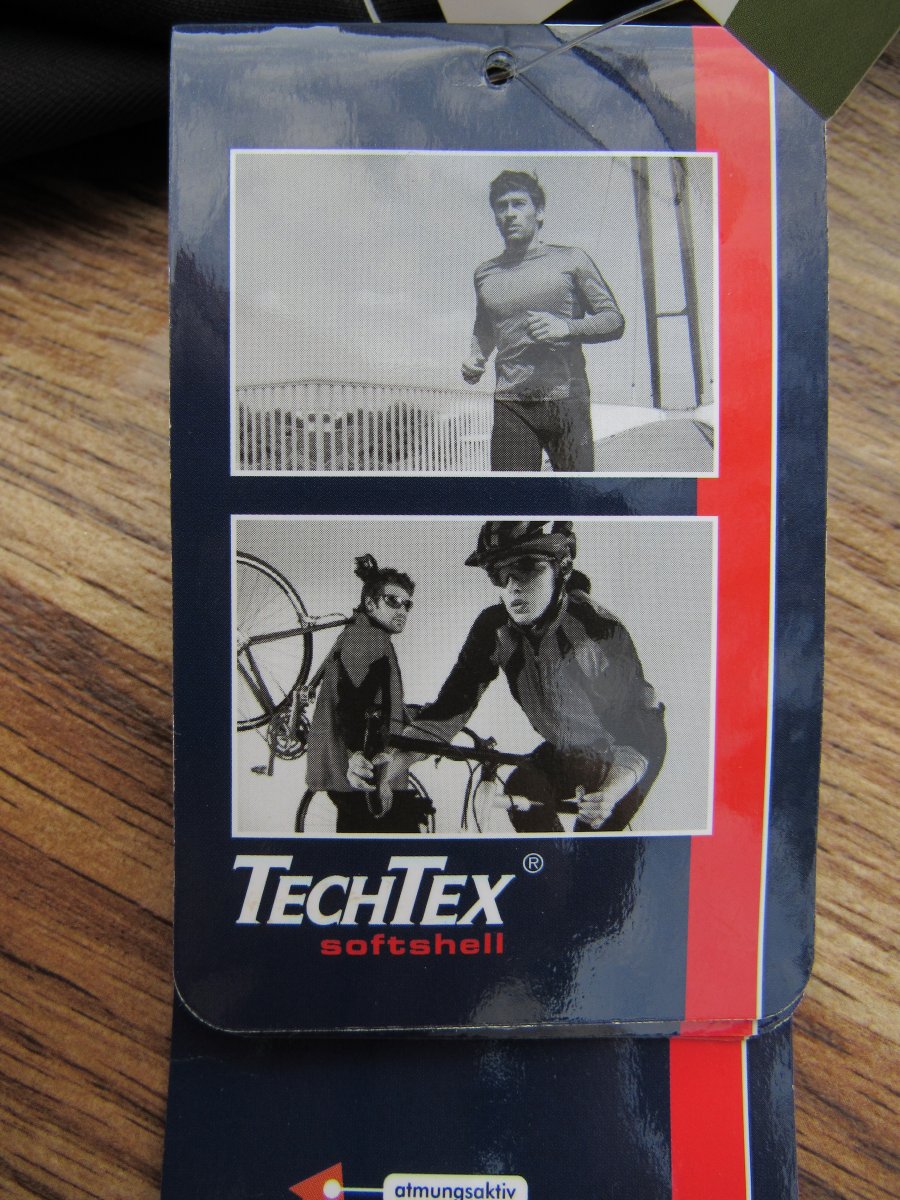 TECHTEX ®
softshell
atmungsaktiv